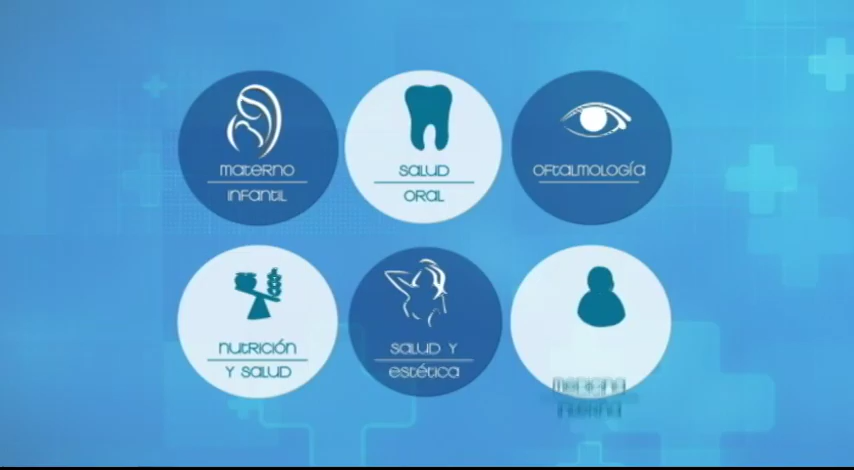 materno
infantil
salud
oral
oftalmología
nutrición
y salud
salud y
estética